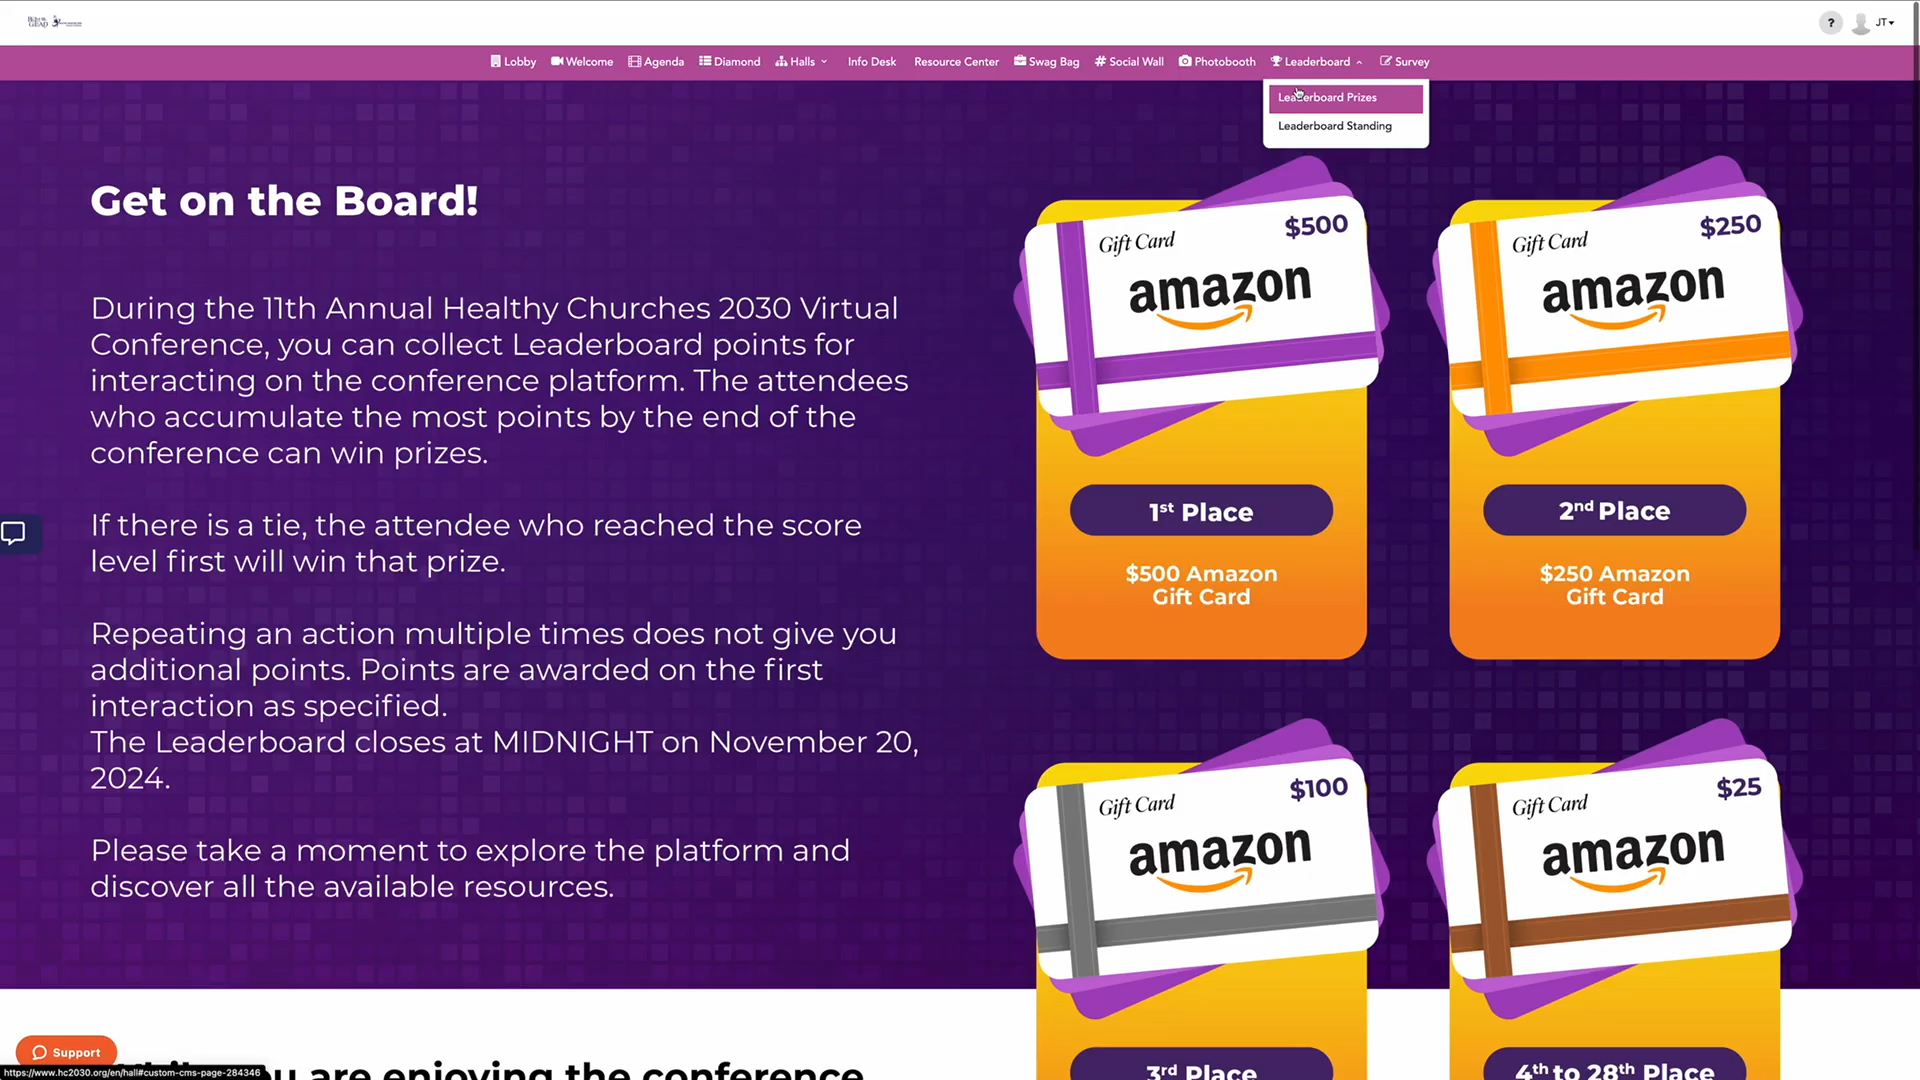 ? JT
Lobby Welcome Agenda Diamond Halls Info Desk Resource Center Swag Bag Social Wall Photobooth Leaderboard Survey
Leaderboard Prizes
Leaderboard Standing
Get on the Board!
During the 11th Annual Healthy Churches 2030 Virtual
Conference, you can collect Leaderboard points for
interacting on the conference platform. The attendees
who accumulate the most points by the end of the
conference can win prizes.
If there is a tie, the attendee who reached the score
level first will win that prize.
Repeating an action multiple times does not give you
additional points. Points are awarded on the first
interaction as specified.
The Leaderboard closes at MIDNIGHT on November 20,
2024.
Please take a moment to explore the platform and
discover all the available resources.
Gift Card $500
amazon
1st Place
$500 Amazon
Gift Card
Gift Card $250
amazon
2nd Place
$250 Amazon
Gift Card
Gift Card $100
amazon
3rd Place
Gift Card $25
amazon
4th to 28th Place
are enjoying the conference
Support
https://www.hc2030.org/en/hall#custom-cms-page-284346